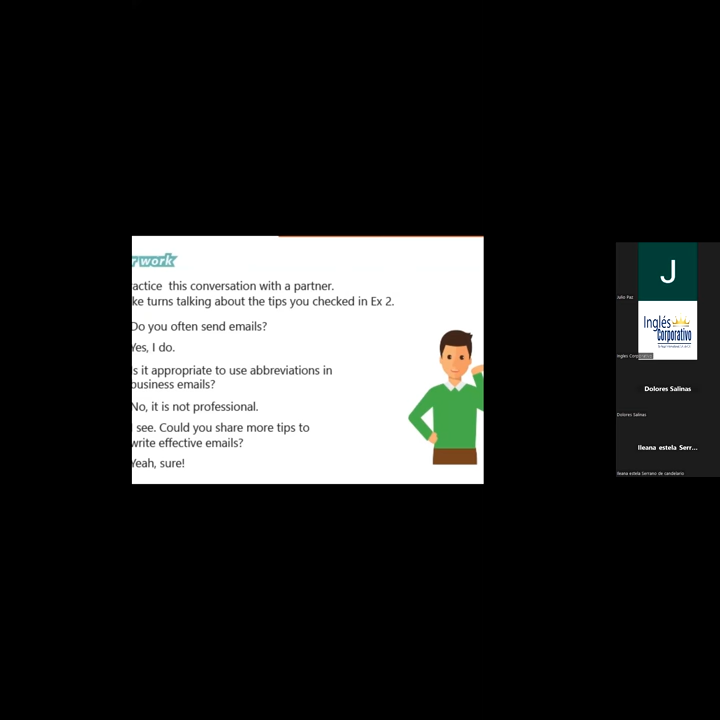 r work
actice this conversation with a partner.
ke turns talking about the tips you checked in Ex 2.
Do you often send emails?
Yes, I do.
s it appropriate to use abbreviations in
business emails?
No, it is not professional.
see. Could you share more tips to
write effective emails?
Yeah, sure!
J
Julio Paz
Inglés
Corporativo
Ingles Corporativo
Dolores Salinas
Dolores Salinas
Ileana estela Serr...
Ileana estela Serrano de candelario